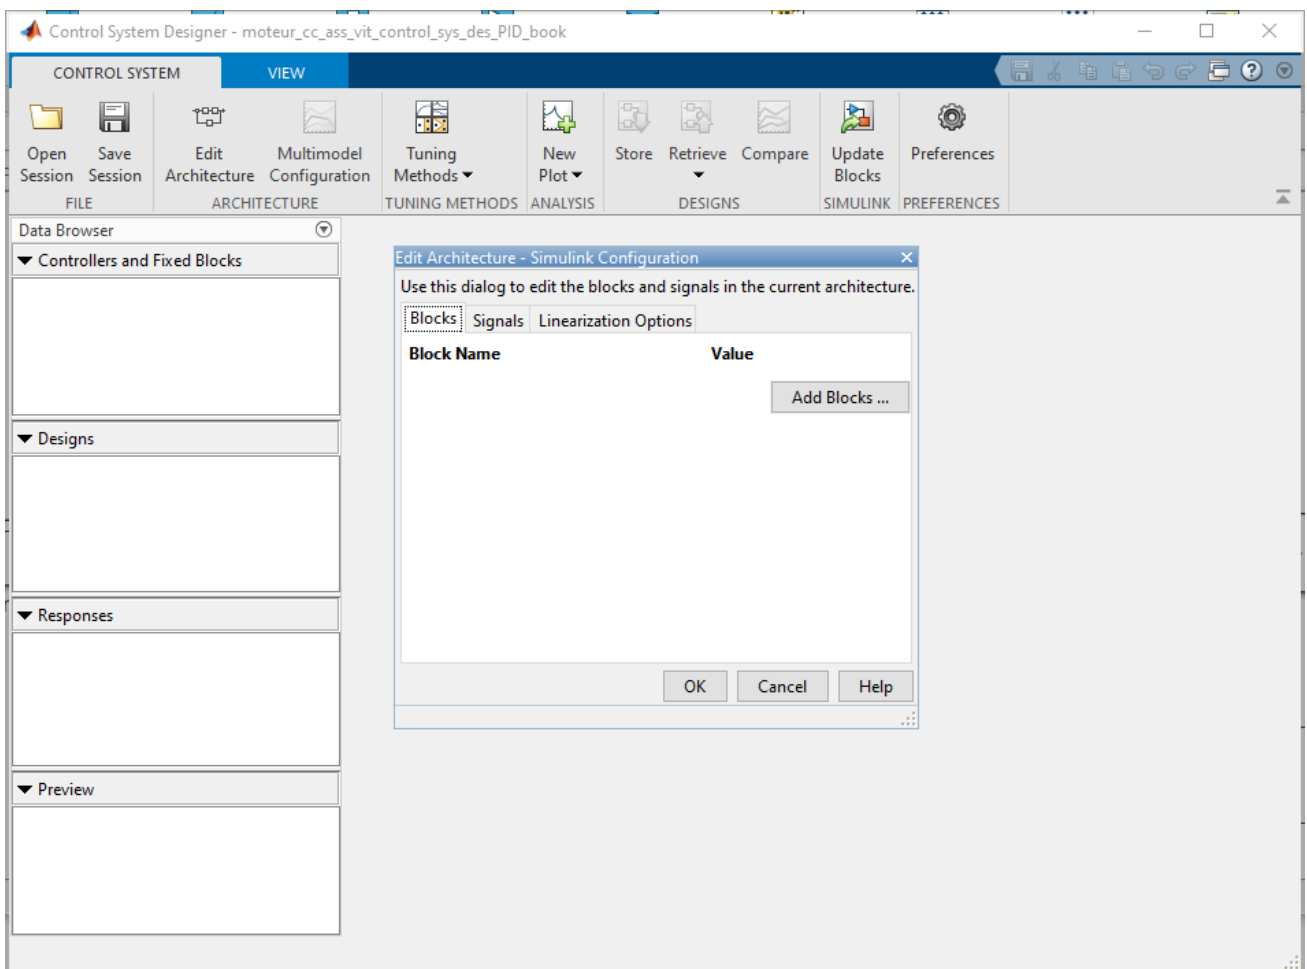 Control System Designer - moteur_cc_ass_vit_control_sys_des_PID_book
CONTROL SYSTEM
VIEW
Open Session
Save Session
Edit Architecture
Multimodel Configuration
Tuning Methods
New Plot
Store
Retrieve
Compare
Update Blocks
Preferences
FILE
ARCHITECTURE
TUNING METHODS
ANALYSIS
DESIGNS
SIMULINK
PREFERENCES
Data Browser
Controllers and Fixed Blocks
Designs
Responses
Preview
Edit Architecture - Simulink Configuration
Use this dialog to edit the blocks and signals in the current architecture.
Blocks
Signals
Linearization Options
Block Name
Value
Add Blocks ...
OK
Cancel
Help